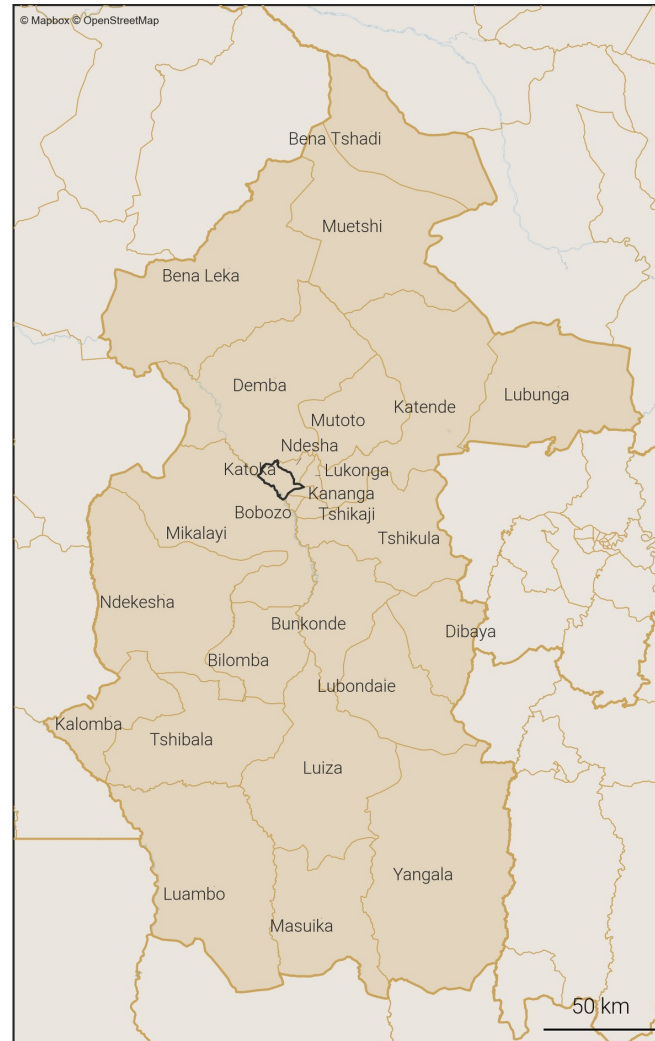 © Mapbox © OpenStreetMap
Bena Tshadi
Muetshi
Bena Leka
Demba
Katende
Lubunga
Mutoto
Ndesha
Katoka
Lukonga
Kananga
Bobozo
Tshikaji
Mikalayi
Tshikula
Ndekesha
Bunkonde
Dibaya
Bilomba
Lubondaie
Kalomba
Tshibala
Luiza
Yangala
Luambo
Masuika
50 km